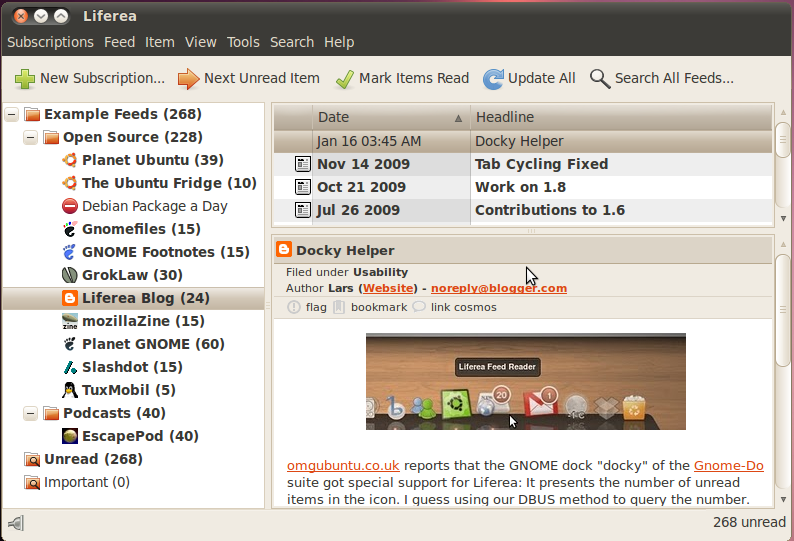 Liferea
Subscriptions Feed Item View Tools Search Help
New Subscription... Next Unread Item Mark Items Read Update All Search All Feeds...
Example Feeds (268)
Open Source (228)
Planet Ubuntu (39)
The Ubuntu Fridge (10)
Debian Package a Day
Gnomefiles (15)
GNOME Footnotes (15)
GrokLaw (30)
Liferea Blog (24)
zine
mozillaZine (15)
Planet GNOME (60)
Slashdot (15)
TuxMobil (5)
Podcasts (40)
EscapePod (40)
Unread (268)
Important (0)
Date Headline
Jan 16 03:45 AM Docky Helper
Nov 14 2009 Tab Cycling Fixed
Oct 21 2009 Work on 1.8
Jul 26 2009 Contributions to 1.6
Docky Helper
Filed under Usability
Author Lars (Website) - noreply@blogger.com
flag bookmark link cosmos
Liferea Feed Reader
20 1
omgubuntu.co.uk reports that the GNOME dock "docky" of the Gnome-Do
suite got special support for Liferea: It presents the number of unread
items in the icon. I guess using our DBUS method to query the number.
268 unread